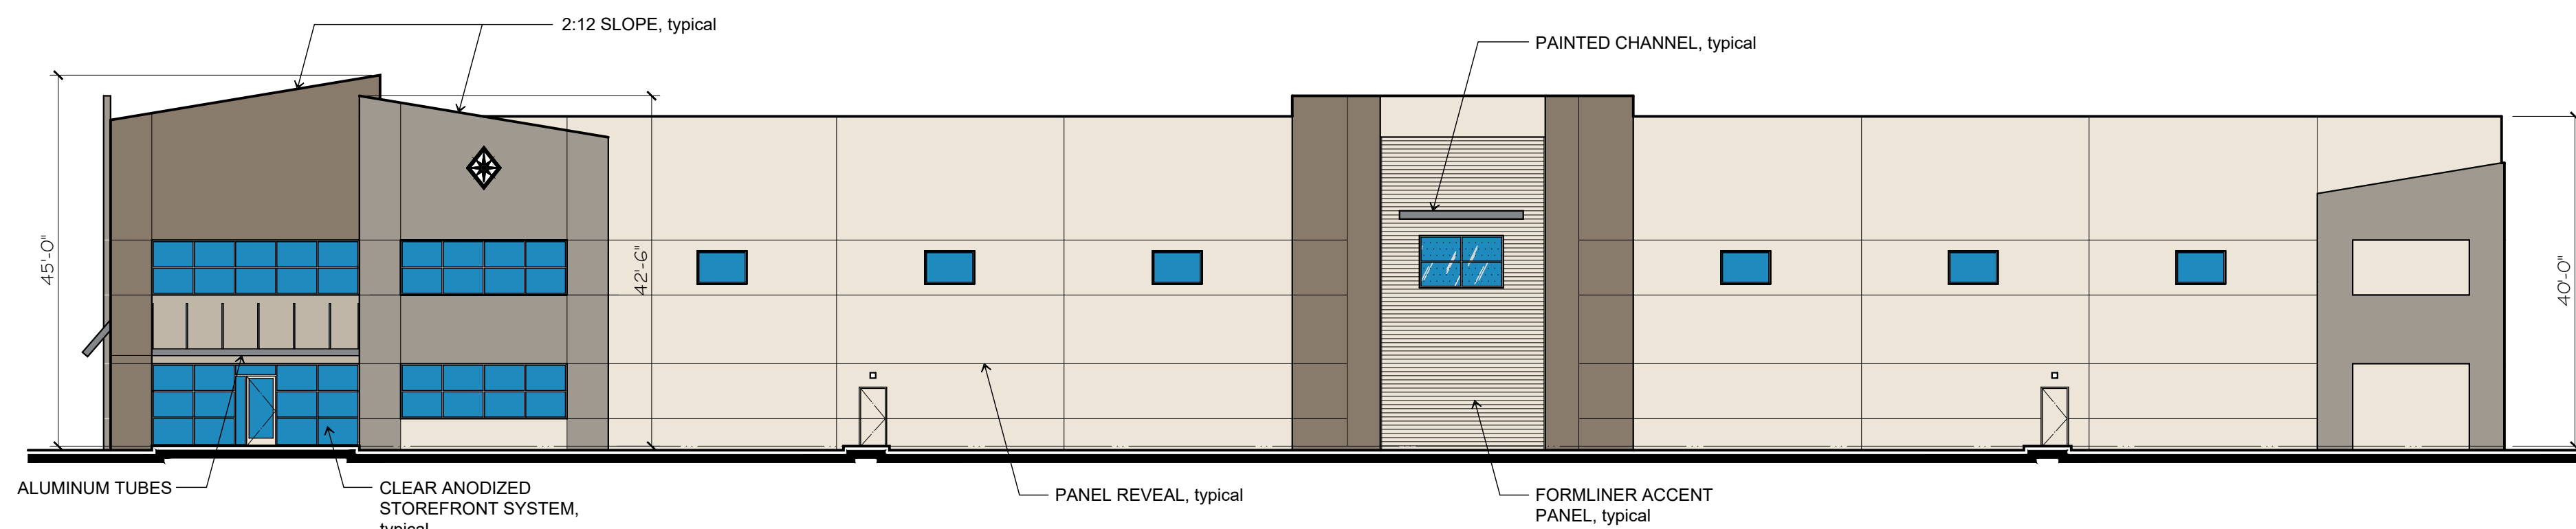 2:12 SLOPE, typical
PAINTED CHANNEL, typical
45'-0"
42'-6"
40'-0"
ALUMINUM TUBES
CLEAR ANODIZED
STOREFRONT SYSTEM,
typical
PANEL REVEAL, typical
FORMLINER ACCENT
PANEL, typical